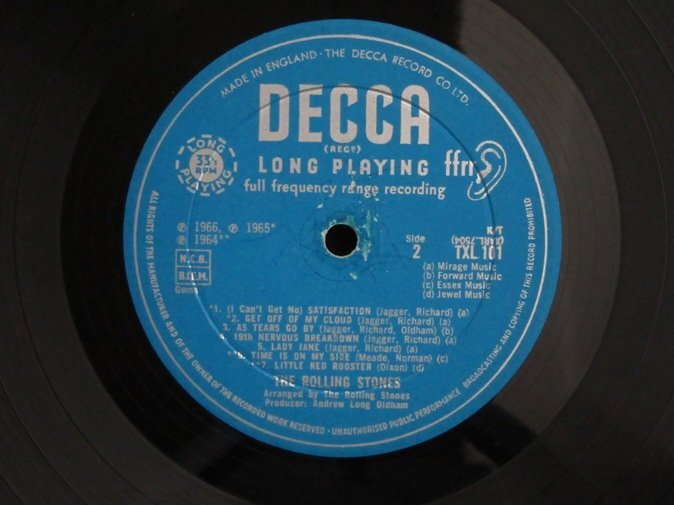 MADE IN ENGLAND · THE DECCA RECORD CO LTD.
DECCA
(REGD)
LONG PLAYING
33⅓
RPM
LONG PLAYING ffrr
full frequency range recording
Ⓟ 1966, Ⓟ 1965*
Ⓟ 1964**
N.C.B.
B.I.E.M.
Gema
Side
2
(XARL.7504)
TXL 101
(a) Mirage Music
(b) Forward Music
(c) Essex Music
(d) Jewel Music
*1. (I Can't Get No) SATISFACTION (Jagger, Richard) (a)
*2. GET OFF OF MY CLOUD (Jagger, Richard) (a)
3. AS TEARS GO BY (Jagger, Richard, Oldham) (b)
4. 19th NERVOUS BREAKDOWN (Jagger, Richard) (a)
5. LADY JANE (Jagger, Richard) (a)
**6. TIME IS ON MY SIDE (Meade, Norman) (c)
**7. LITTLE RED ROOSTER (Dixon) (d)
THE ROLLING STONES
Arranged by The Rolling Stones
Producer: Andrew Loog Oldham
ALL RIGHTS OF THE MANUFACTURER AND OF THE OWNER OF THE RECORDED WORK RESERVED · UNAUTHORISED PUBLIC PERFORMANCE BROADCASTING AND COPYING OF THIS RECORD PROHIBITED